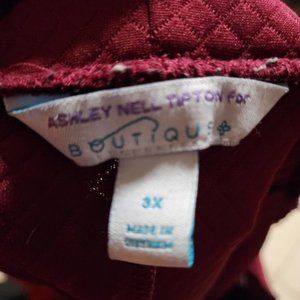 ASHLEY NELL TIPTON FOR
BOUTIQUE+
3X
MADE IN
VIETNAM